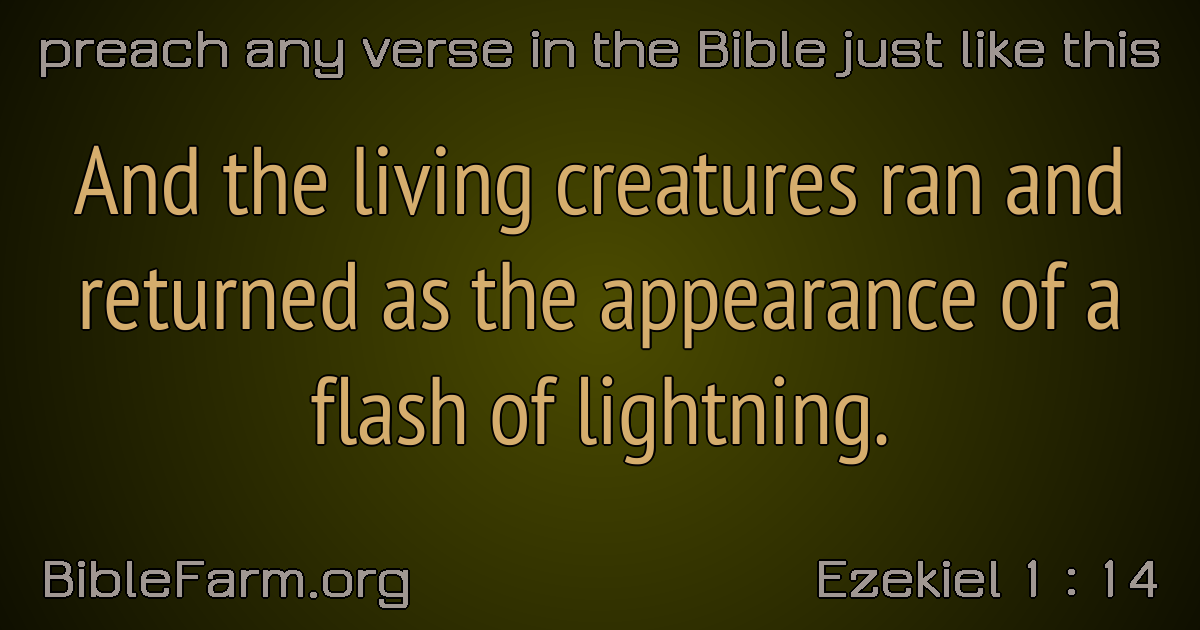 preach any verse in the Bible just like this
And the living creatures ran and
returned as the appearance of a
flash of lightning.
BibleFarm.org
Ezekiel 1 : 14